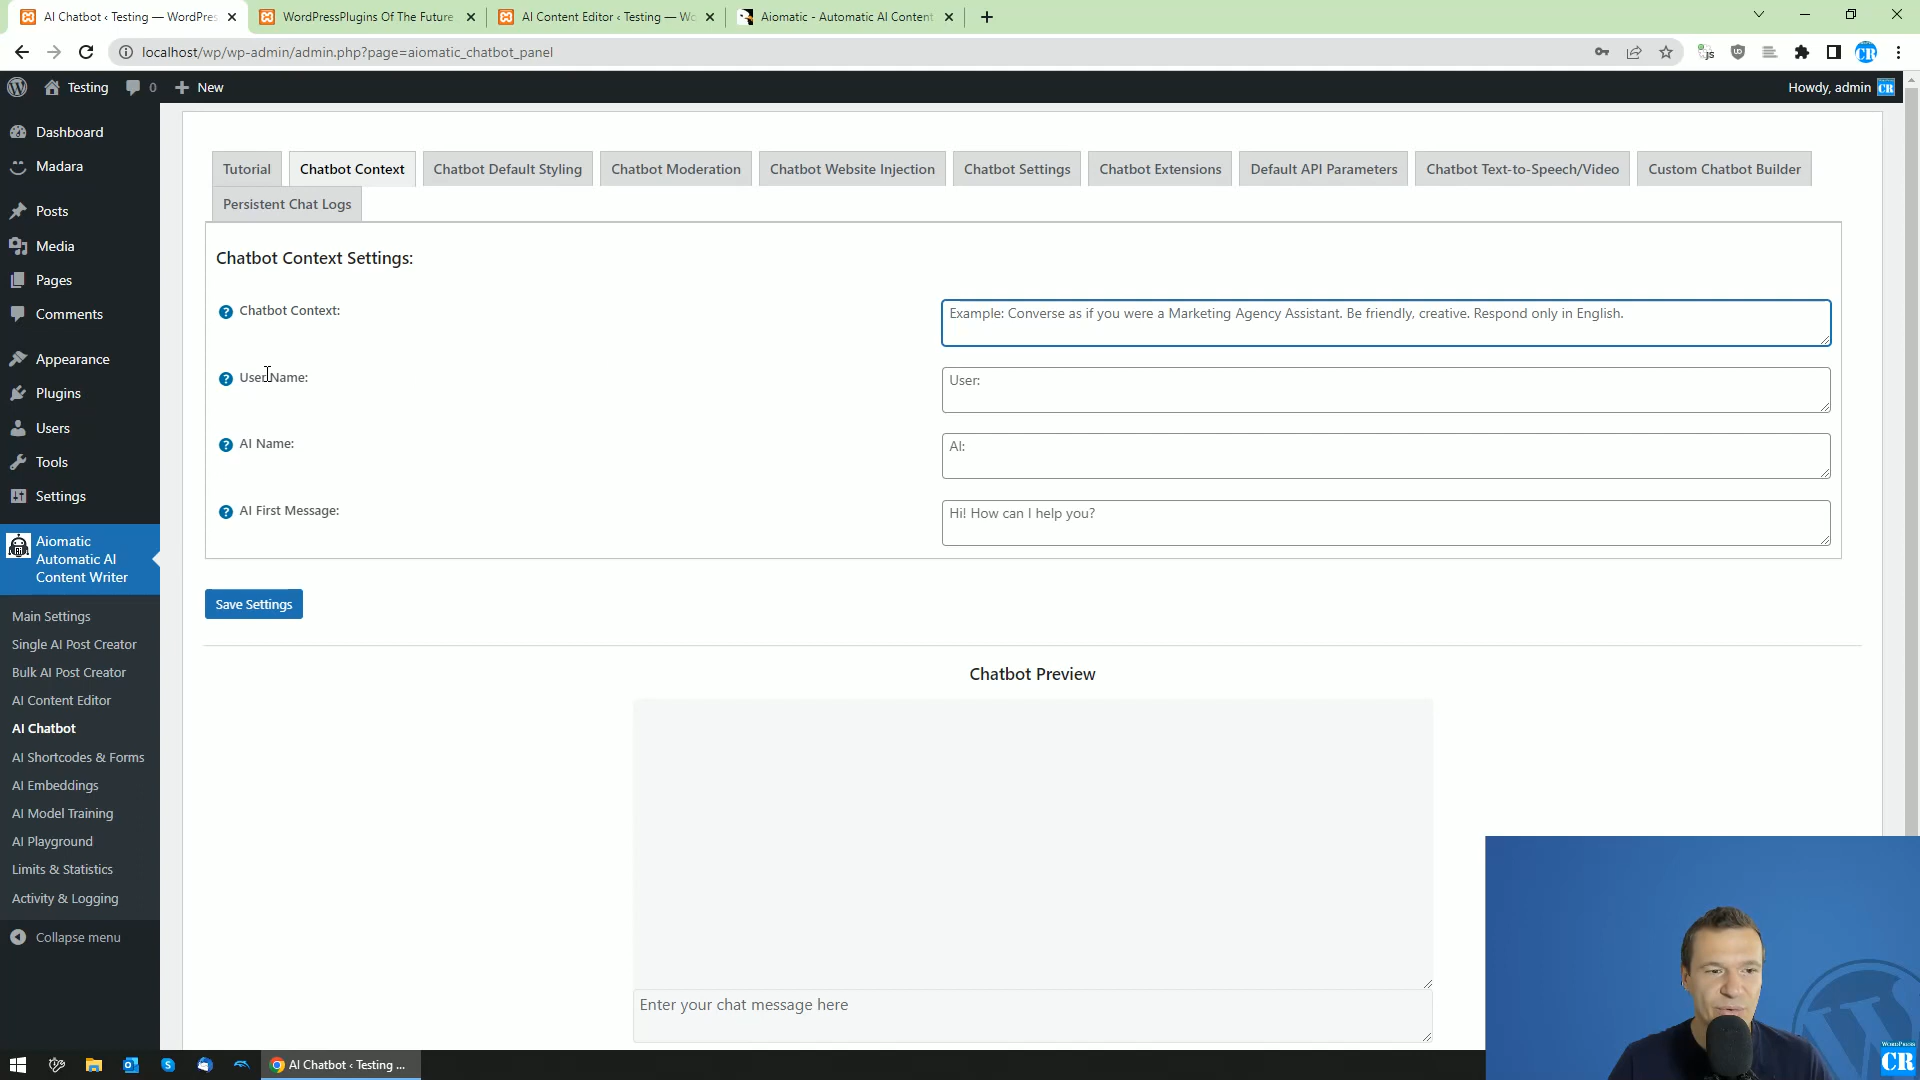 AI Chatbot ‹ Testing — WordPres
WordPressPlugins Of The Future
AI Content Editor ‹ Testing — Wo
Aiomatic - Automatic AI Content
localhost/wp/wp-admin/admin.php?page=aiomatic_chatbot_panel
Testing
0
New
Howdy, admin
CR
Dashboard
Madara
Posts
Media
Pages
Comments
Appearance
Plugins
Users
Tools
Settings
Aiomatic
Automatic AI
Content Writer
Main Settings
Single AI Post Creator
Bulk AI Post Creator
AI Content Editor
AI Chatbot
AI Shortcodes & Forms
AI Embeddings
AI Model Training
AI Playground
Limits & Statistics
Activity & Logging
Collapse menu
Tutorial
Chatbot Context
Chatbot Default Styling
Chatbot Moderation
Chatbot Website Injection
Chatbot Settings
Chatbot Extensions
Default API Parameters
Chatbot Text-to-Speech/Video
Custom Chatbot Builder
Persistent Chat Logs
Chatbot Context Settings:
Chatbot Context:
Example: Converse as if you were a Marketing Agency Assistant. Be friendly, creative. Respond only in English.
User Name:
User:
AI Name:
AI:
AI First Message:
Hi! How can I help you?
Save Settings
Chatbot Preview
Enter your chat message here
AI Chatbot ‹ Testing ...
WordPress
CR